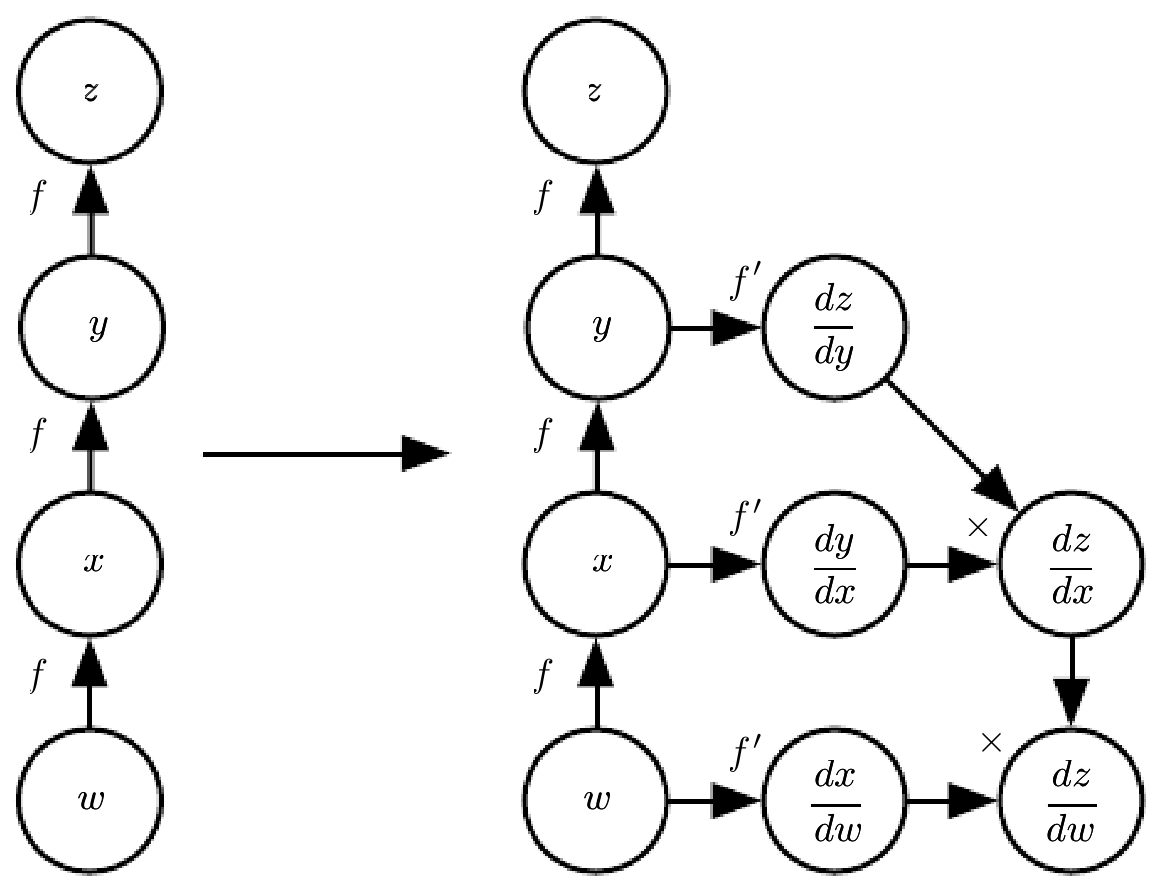 z z
f f
f′ dz/dy
y y
f f
f′ × dy/dx dz/dx
x x
f f
f′ × dx/dw dz/dw
w w